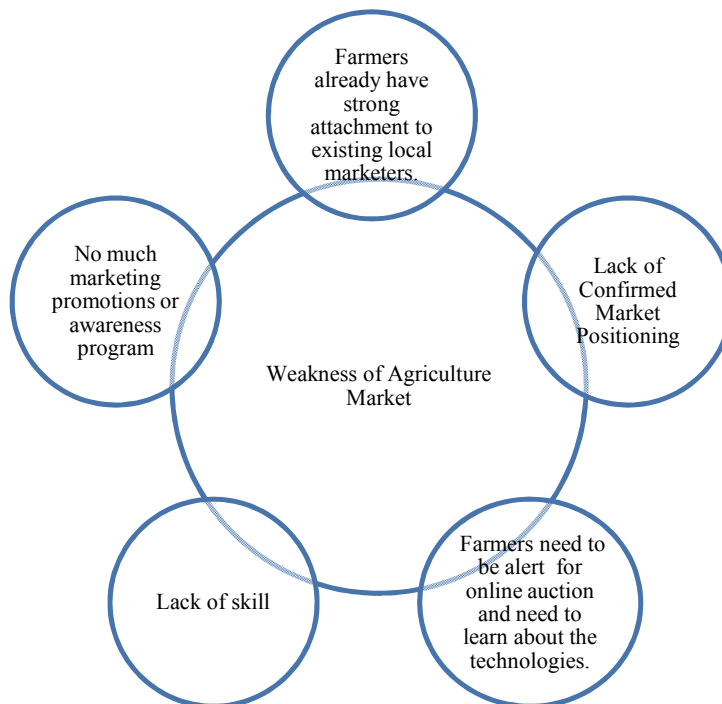 Farmers
already have
strong
attachment to
existing local
marketers.
No much
marketing
promotions or
awareness
program
Lack of
Confirmed
Market
Positioning
Weakness of Agriculture
Market
Lack of skill
Farmers need to
be alert for
online auction
and need to
learn about the
technologies.